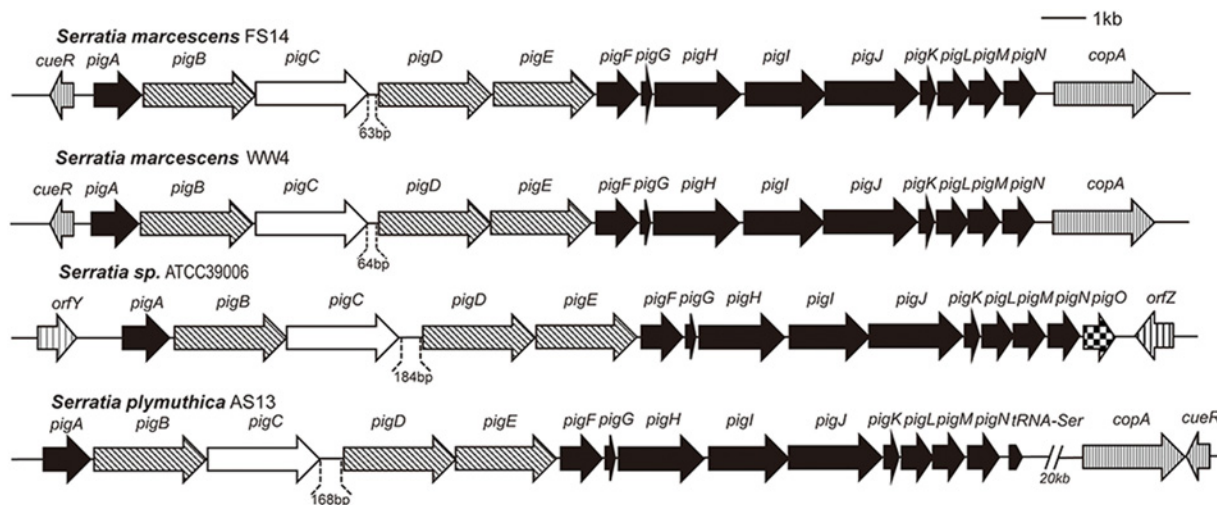 1kb
Serratia marcescens FS14
cueR pigA pigB pigC pigD pigE pigF pigG pigH pigI pigJ pigK pigL pigM pigN copA
63bp
Serratia marcescens WW4
cueR pigA pigB pigC pigD pigE pigF pigG pigH pigI pigJ pigK pigL pigM pigN copA
64bp
Serratia sp. ATCC39006
orfY pigA pigB pigC pigD pigE pigF pigG pigH pigI pigJ pigK pigL pigM pigN pigO orfZ
184bp
Serratia plymuthica AS13
pigA pigB pigC pigD pigE pigF pigG pigH pigI pigJ pigK pigL pigM pigN tRNA-Ser copA cueR
168bp 20kb